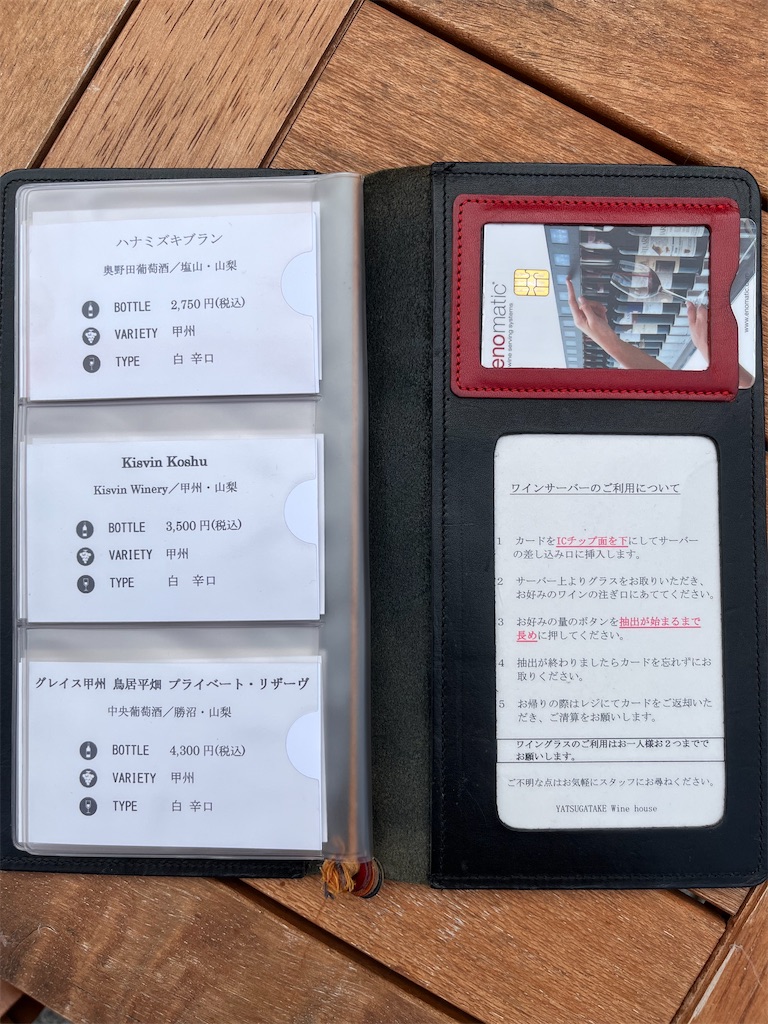 ハナミズキブラン
奥野田葡萄酒／塩山・山梨
BOTTLE 2,750円(税込)
VARIETY 甲州
TYPE 白 辛口
Kisvin Koshu
Kisvin Winery／甲州・山梨
BOTTLE 3,500円(税込)
VARIETY 甲州
TYPE 白 辛口
グレイス甲州 鳥居平畑 プライベート・リザーヴ
中央葡萄酒／勝沼・山梨
BOTTLE 4,300円(税込)
VARIETY 甲州
TYPE 白 辛口
enomatic
wine serving systems
www.enomatic.c
ワインサーバーのご利用について
1 カードをICチップ面を下にしてサーバー
の差し込み口に挿入します。
2 サーバー上よりグラスをお取りいただき、
お好みのワインの注ぎ口にあててください。
3 お好みの量のボタンを抽出が始まるまで
長めに押してください。
4 抽出が終わりましたらカードを忘れずにお
取りください。
5 お帰りの際はレジにてカードをご返却いた
だき、ご清算をお願いします。
ワイングラスのご利用はお一人様お２つまでで
お願いします。
ご不明な点はお気軽にスタッフにお尋ねください。
YATSUGATAKE Wine house